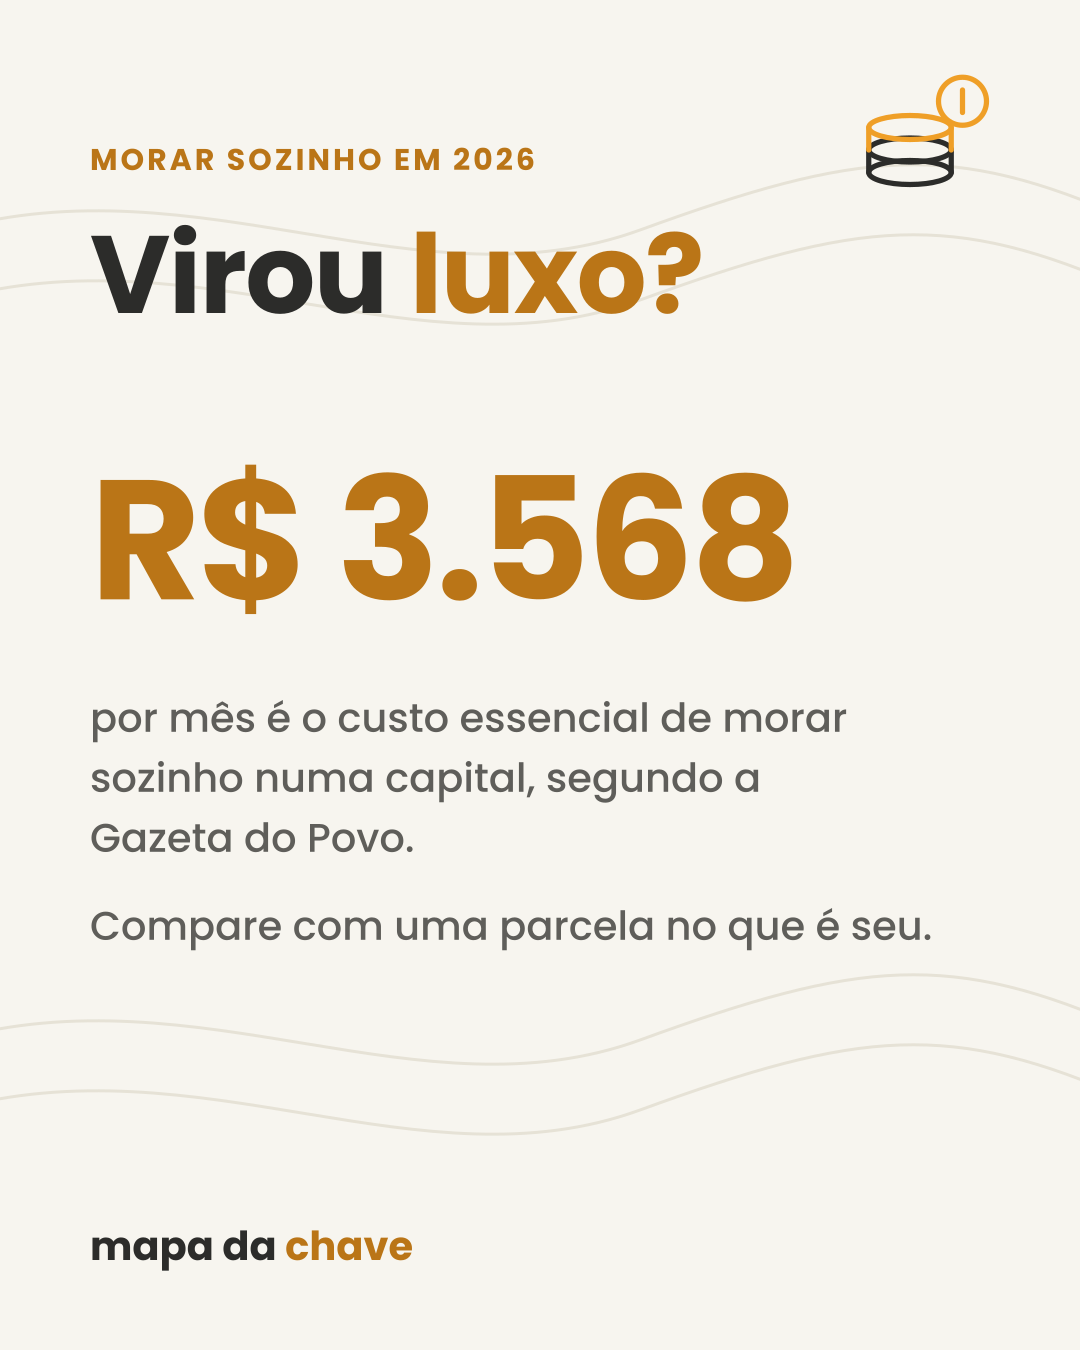 MORAR SOZINHO EM 2026
Virou luxo?
R$ 3.568
por mês é o custo essencial de morar
sozinho numa capital, segundo a
Gazeta do Povo.
Compare com uma parcela no que é seu.
mapa da chave